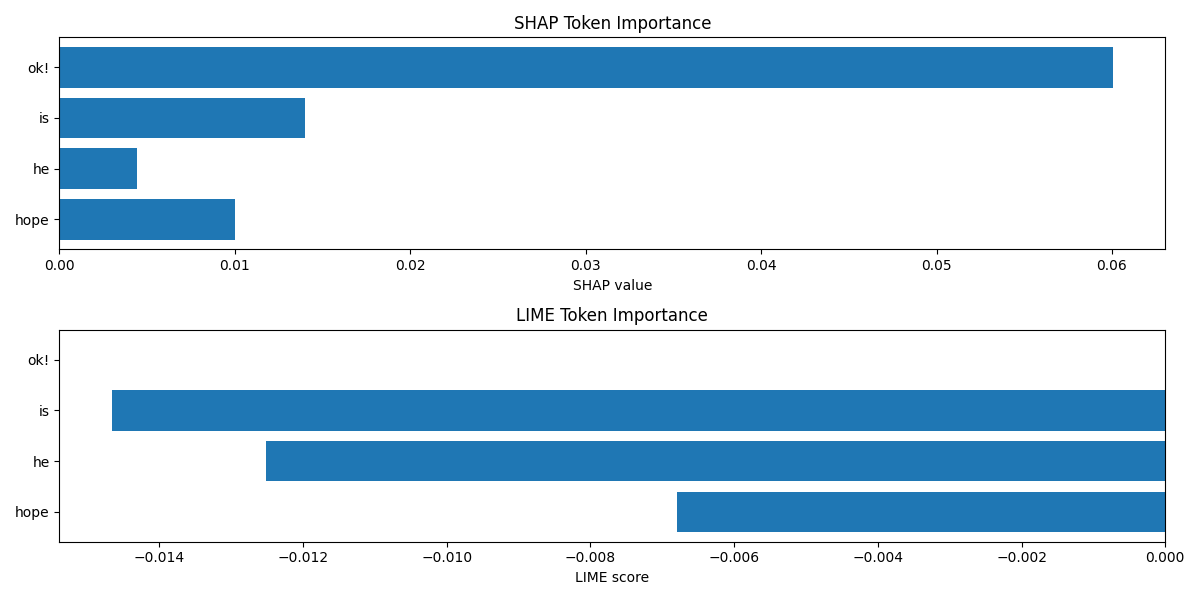 SHAP Token Importance
ok!
is
he
hope
0.00 0.01 0.02 0.03 0.04 0.05 0.06
SHAP value
LIME Token Importance
ok!
is
he
hope
−0.014 −0.012 −0.010 −0.008 −0.006 −0.004 −0.002 0.000
LIME score